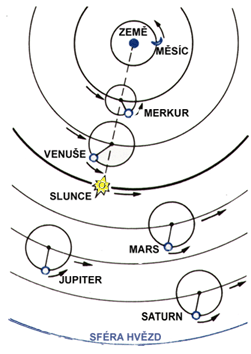 ZEMĚ
MĚSÍC
MERKUR
VENUŠE
SLUNCE
MARS
JUPITER
SATURN
SFÉRA HVĚZD